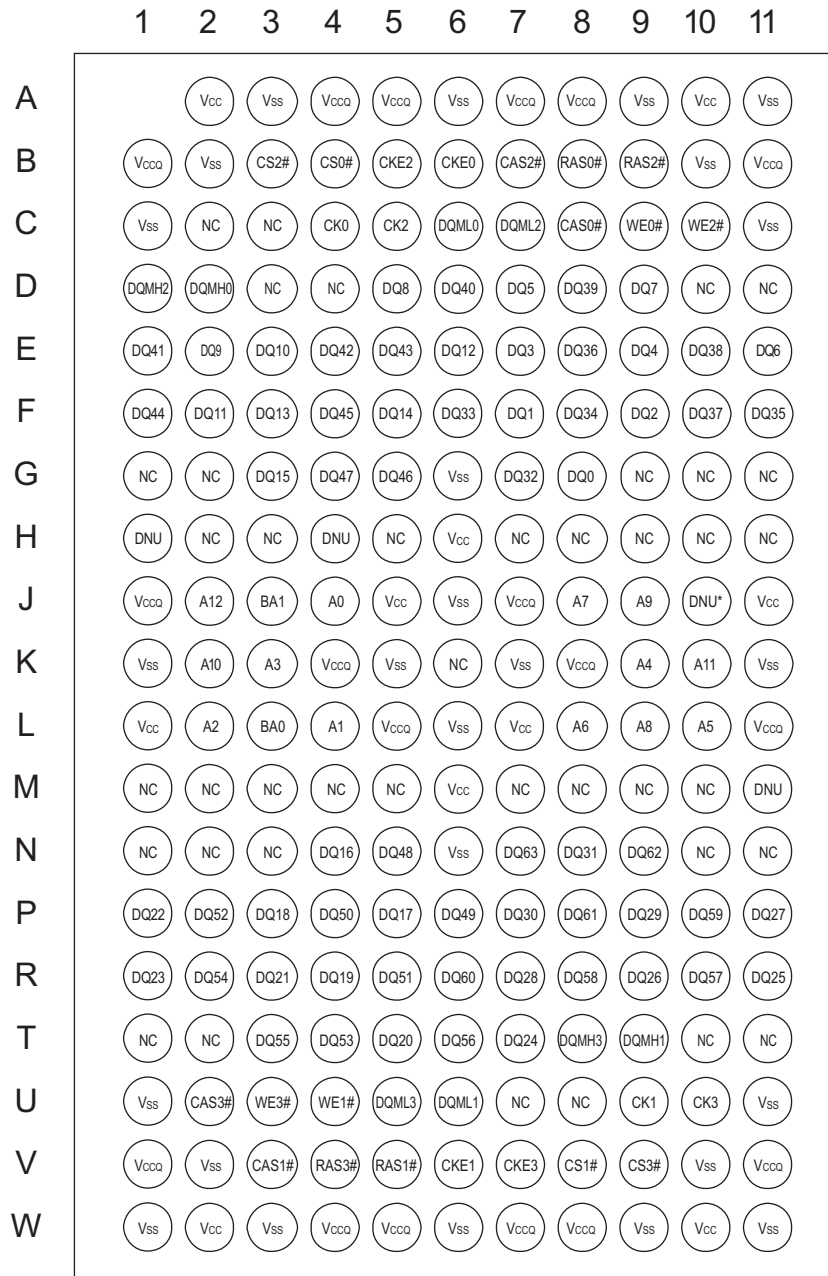 1 2 3 4 5 6 7 8 9 10 11
A Vcc Vss VccQ VccQ Vss VccQ VccQ Vss Vcc Vss
B VccQ Vss CS2# CS0# CKE2 CKE0 CAS2# RAS0# RAS2# Vss VccQ
C Vss NC NC CK0 CK2 DQML0 DQML2 CAS0# WE0# WE2# Vss
D DQMH2 DQMH0 NC NC DQ8 DQ40 DQ5 DQ39 DQ7 NC NC
E DQ41 DQ9 DQ10 DQ42 DQ43 DQ12 DQ3 DQ36 DQ4 DQ38 DQ6
F DQ44 DQ11 DQ13 DQ45 DQ14 DQ33 DQ1 DQ34 DQ2 DQ37 DQ35
G NC NC DQ15 DQ47 DQ46 Vss DQ32 DQ0 NC NC NC
H DNU NC NC DNU NC Vcc NC NC NC NC NC
J VccQ A12 BA1 A0 Vcc Vss VccQ A7 A9 DNU* Vcc
K Vss A10 A3 VccQ Vss NC Vss VccQ A4 A11 Vss
L Vcc A2 BA0 A1 VccQ Vss Vcc A6 A8 A5 VccQ
M NC NC NC NC NC Vcc NC NC NC NC DNU
N NC NC NC DQ16 DQ48 Vss DQ63 DQ31 DQ62 NC NC
P DQ22 DQ52 DQ18 DQ50 DQ17 DQ49 DQ30 DQ61 DQ29 DQ59 DQ27
R DQ23 DQ54 DQ21 DQ19 DQ51 DQ60 DQ28 DQ58 DQ26 DQ57 DQ25
T NC NC DQ55 DQ53 DQ20 DQ56 DQ24 DQMH3 DQMH1 NC NC
U Vss CAS3# WE3# WE1# DQML3 DQML1 NC NC CK1 CK3 Vss
V VccQ Vss CAS1# RAS3# RAS1# CKE1 CKE3 CS1# CS3# Vss VccQ
W Vss Vcc Vss VccQ VccQ Vss VccQ VccQ Vss Vcc Vss